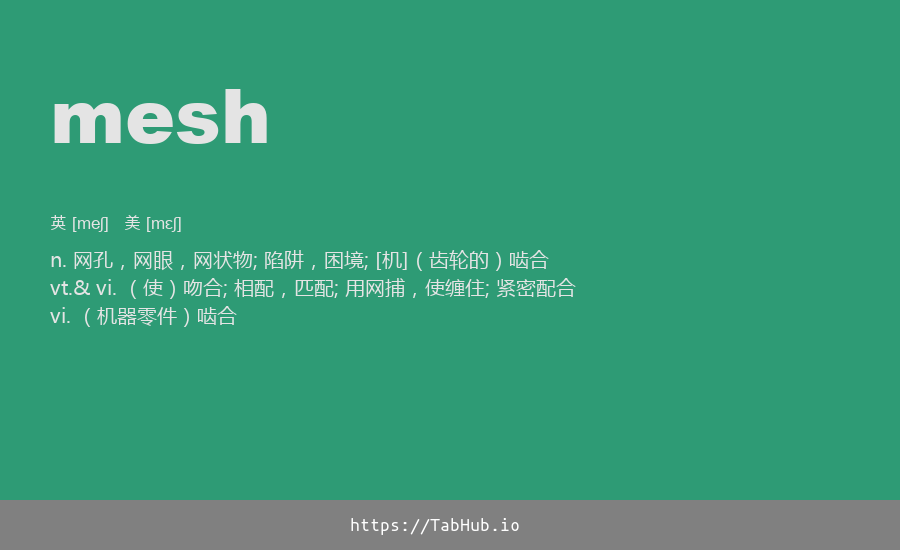 mesh
英 [meʃ] 美 [mɛʃ]
n. 网孔，网眼，网状物; 陷阱，困境; [机]（齿轮的）啮合
vt.& vi. （使）吻合; 相配，匹配; 用网捕，使缠住; 紧密配合
vi. （机器零件）啮合
https://TabHub.io